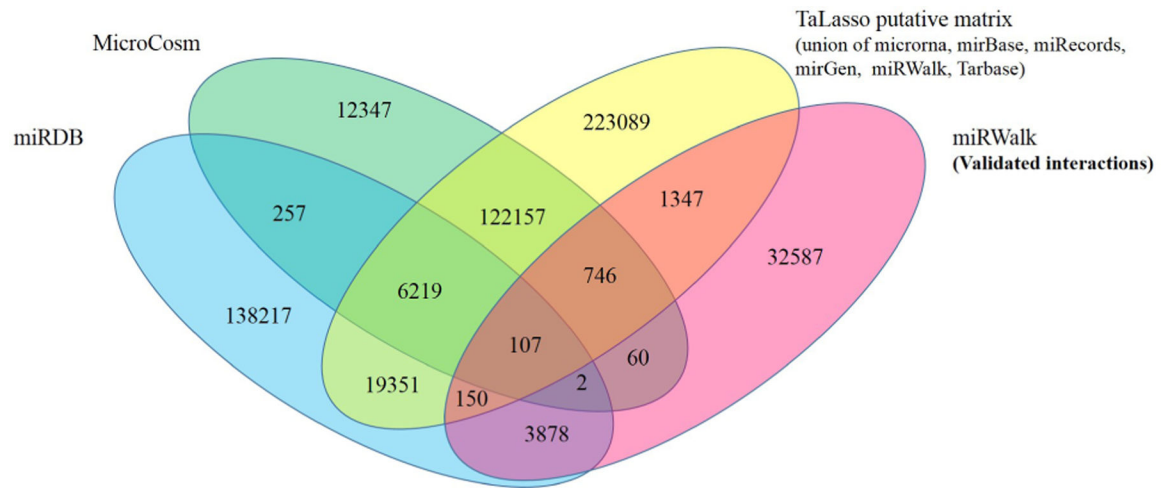 TaLasso putative matrix
(union of microrna, mirBase, miRecords,
mirGen, miRWalk, Tarbase)
MicroCosm
miRDB
miRWalk
(Validated interactions)
12347
223089
257
122157
1347
32587
6219
746
138217
107
60
19351
150
2
3878